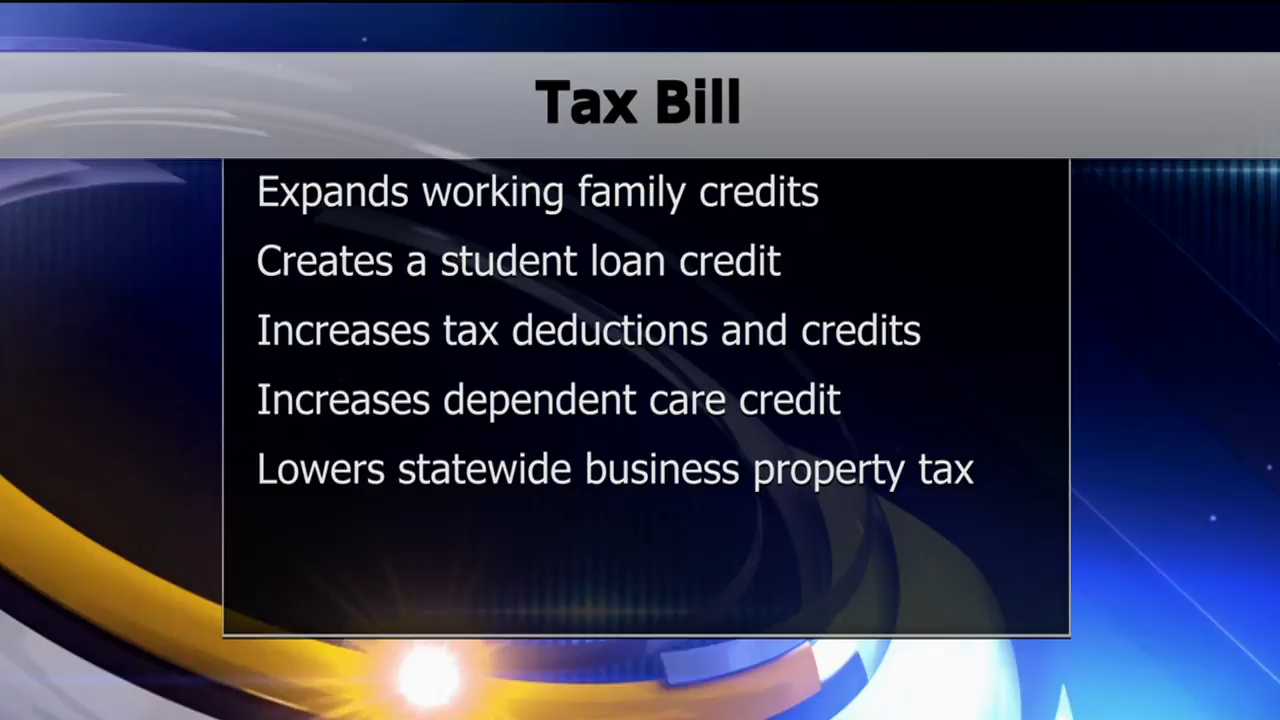 Tax Bill
Expands working family credits
Creates a student loan credit
Increases tax deductions and credits
Increases dependent care credit
Lowers statewide business property tax